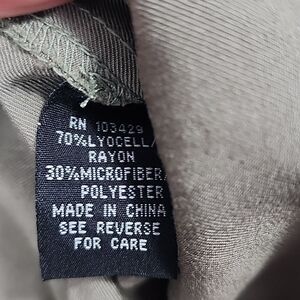 RN 103429
70%LYOCELL/
RAYON
30%MICROFIBER/
POLYESTER
MADE IN CHINA
SEE REVERSE
FOR CARE